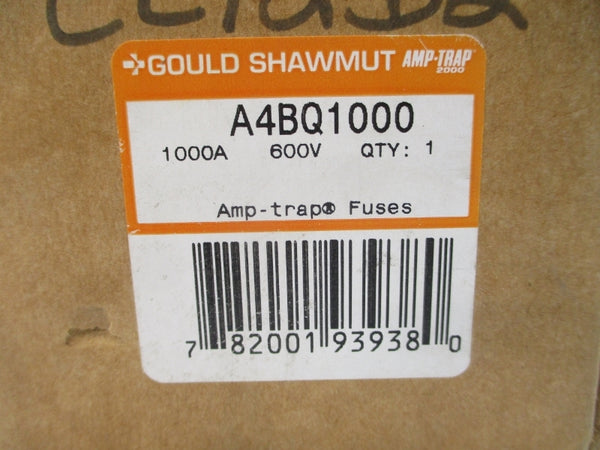 GOULD SHAWMUT AMP-TRAP
2000
A4BQ1000
1000A 600V QTY: 1
Amp-trap® Fuses
7 82001 93938 0